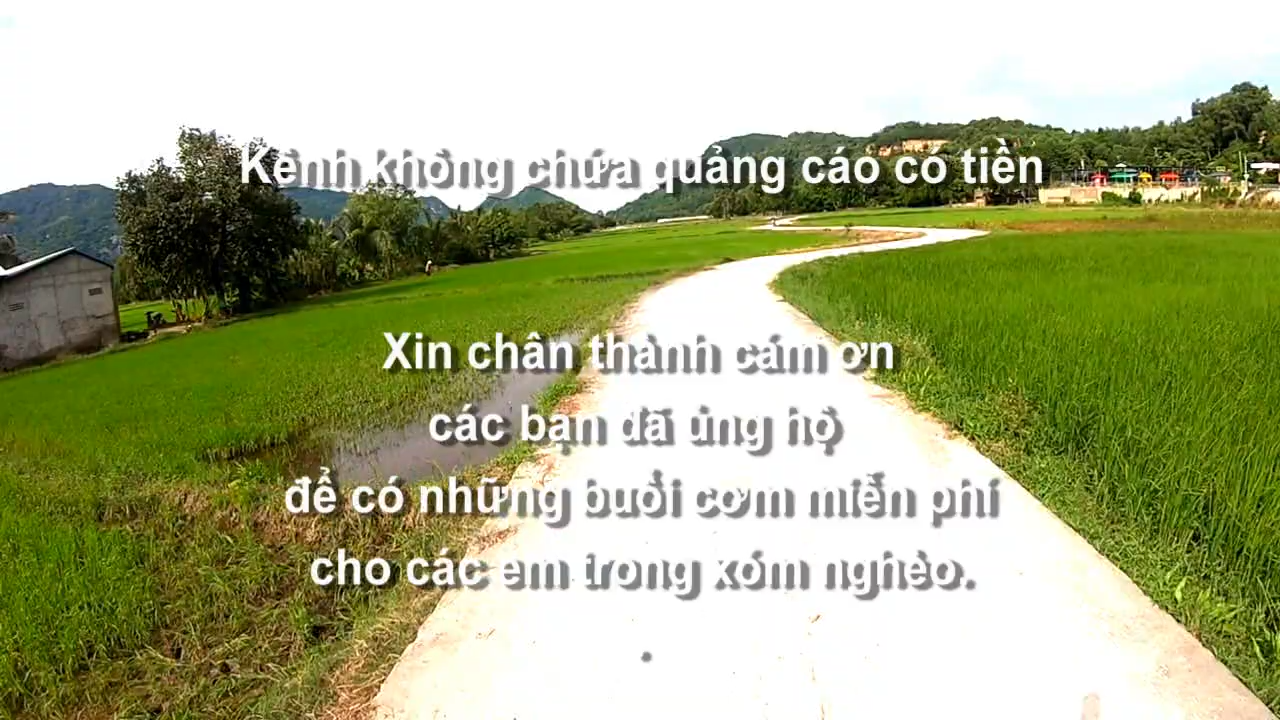 Kênh không chứa quảng cáo có tiền
Xin chân thành cám ơn
các bạn đã ủng hộ
để có những buổi cơm miễn phí
cho các em trong xóm nghèo.
.